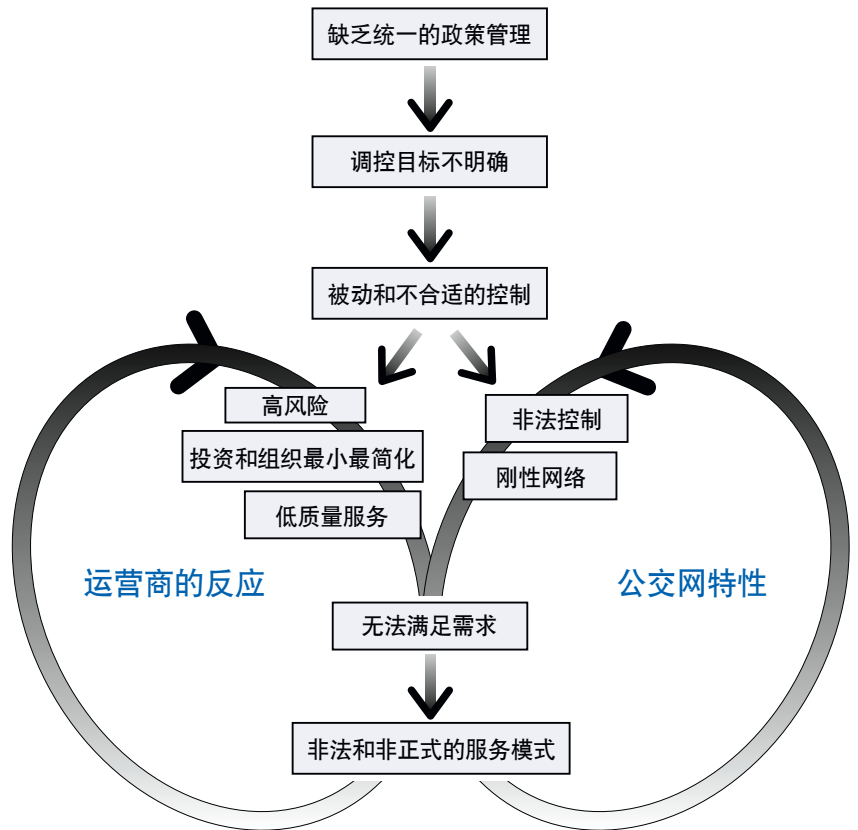 缺乏统一的政策管理
调控目标不明确
被动和不合适的控制
高风险
非法控制
投资和组织最小最简化
刚性网络
低质量服务
运营商的反应
公交网特性
无法满足需求
非法和非正式的服务模式